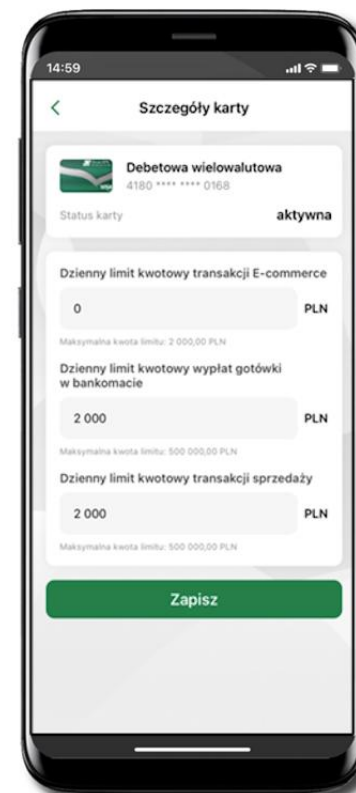 14:59
Szczegóły karty
Debetowa wielowalutowa
4180 **** **** 0168
Status karty
aktywna
Dzienny limit kwotowy transakcji E-commerce
0
PLN
Maksymalna kwota limitu: 2 000,00 PLN
Dzienny limit kwotowy wypłat gotówki
w bankomacie
2 000
PLN
Maksymalna kwota limitu: 500 000,00 PLN
Dzienny limit kwotowy transakcji sprzedaży
2 000
PLN
Maksymalna kwota limitu: 500 000,00 PLN
Zapisz